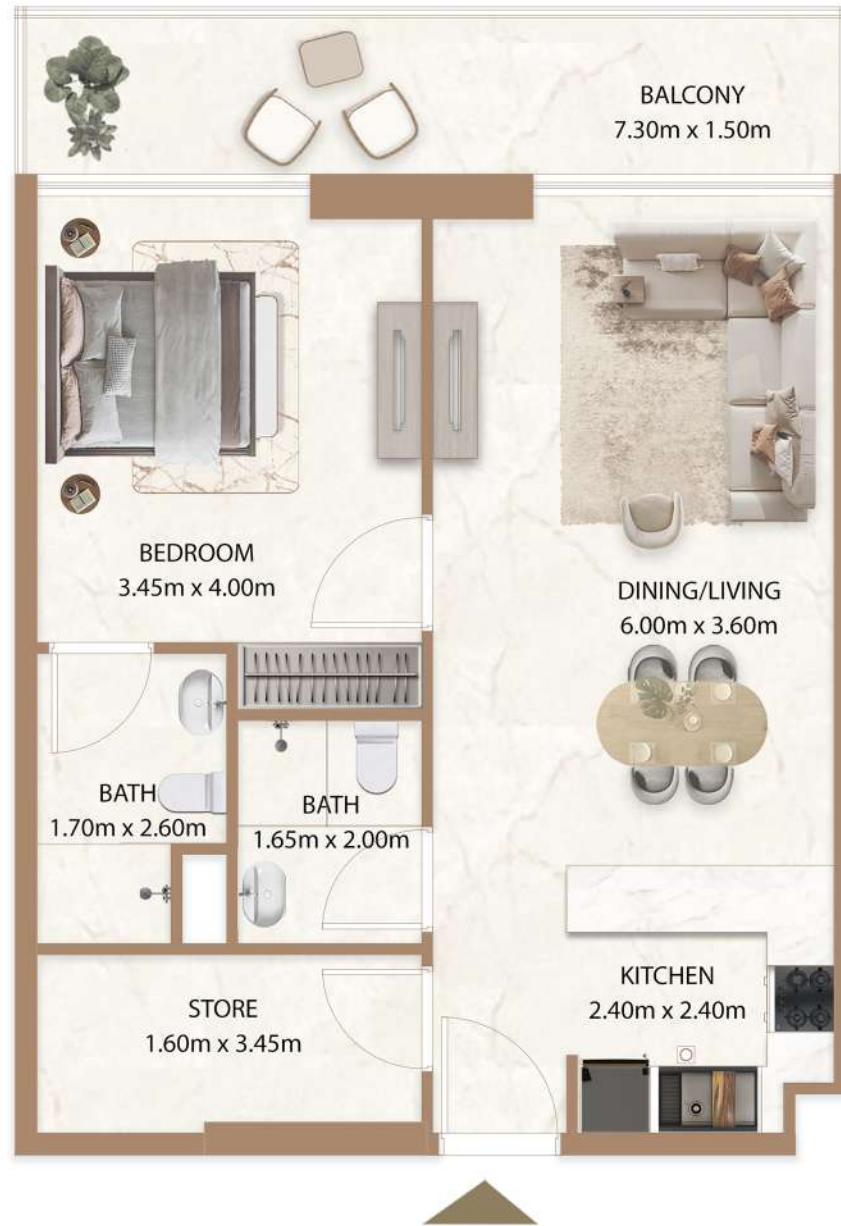 BALCONY
7.30m x 1.50m
BEDROOM
3.45m x 4.00m
DINING/LIVING
6.00m x 3.60m
BATH
1.70m x 2.60m
BATH
1.65m x 2.00m
KITCHEN
2.40m x 2.40m
STORE
1.60m x 3.45m